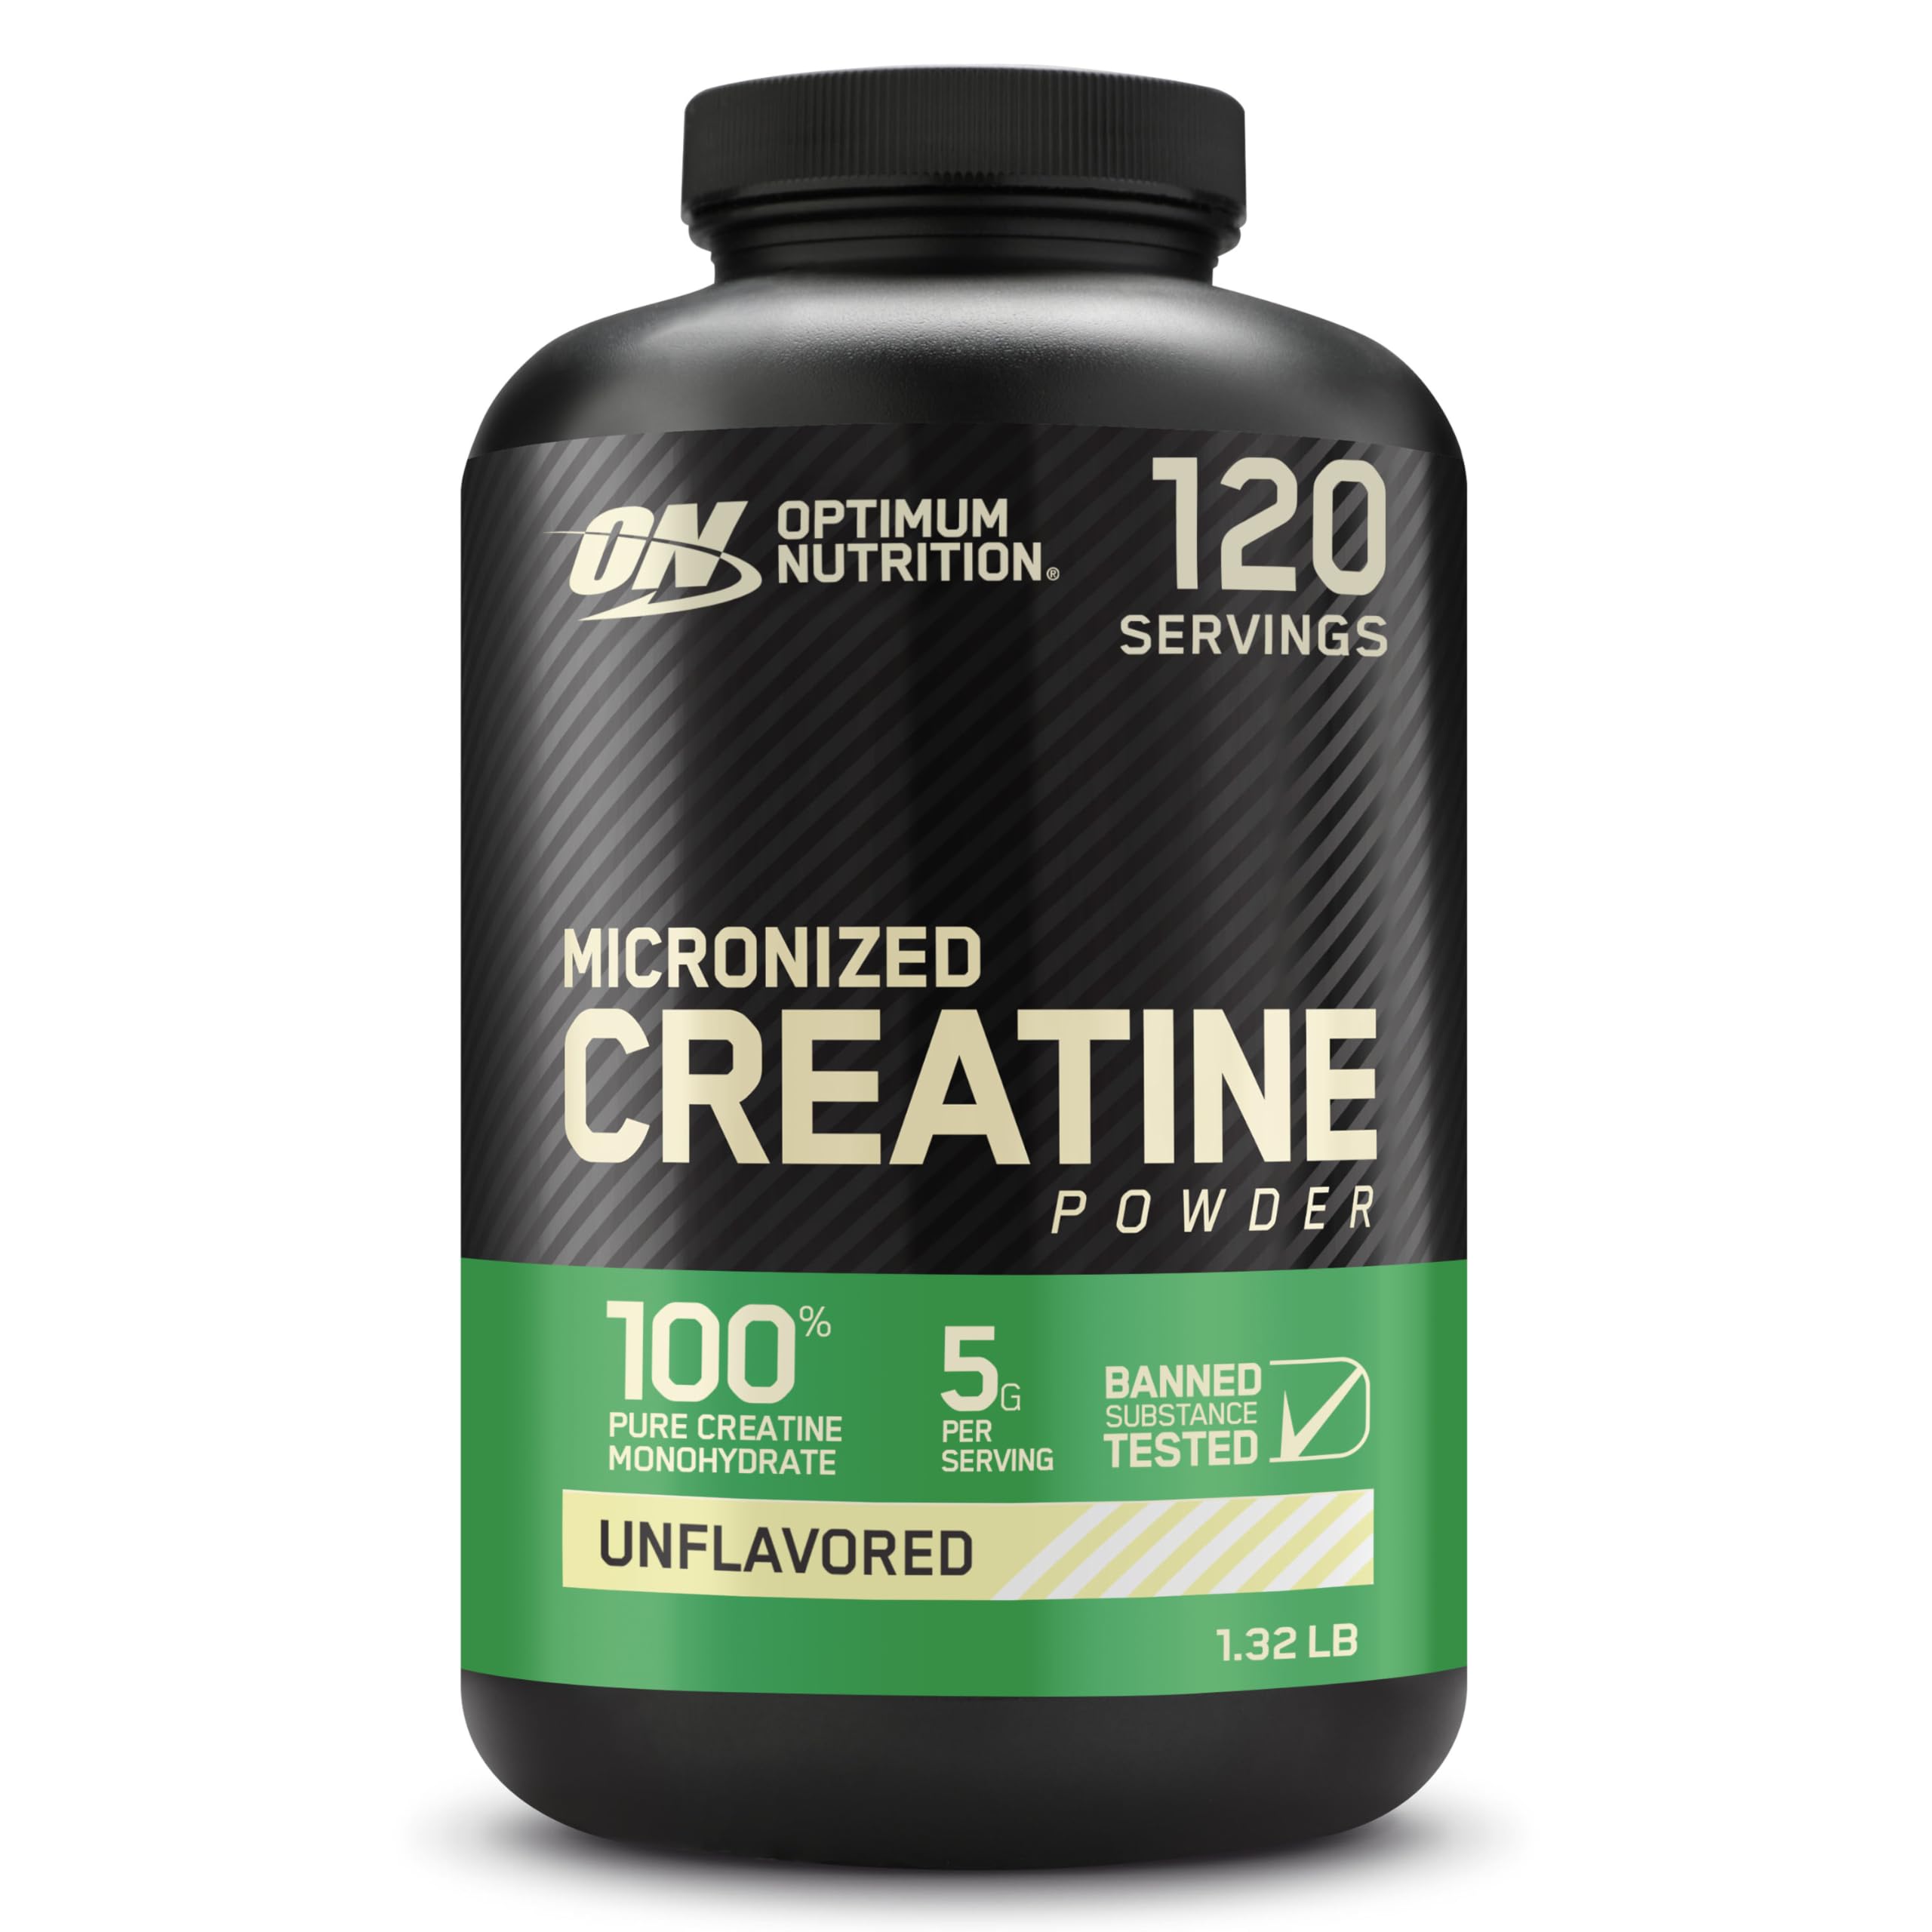 ON OPTIMUM
NUTRITION®
120
SERVINGS
MICRONIZED
CREATINE
POWDER
100%
PURE CREATINE
MONOHYDRATE
5G
PER
SERVING
BANNED
SUBSTANCE
TESTED
UNFLAVORED
1.32 LB